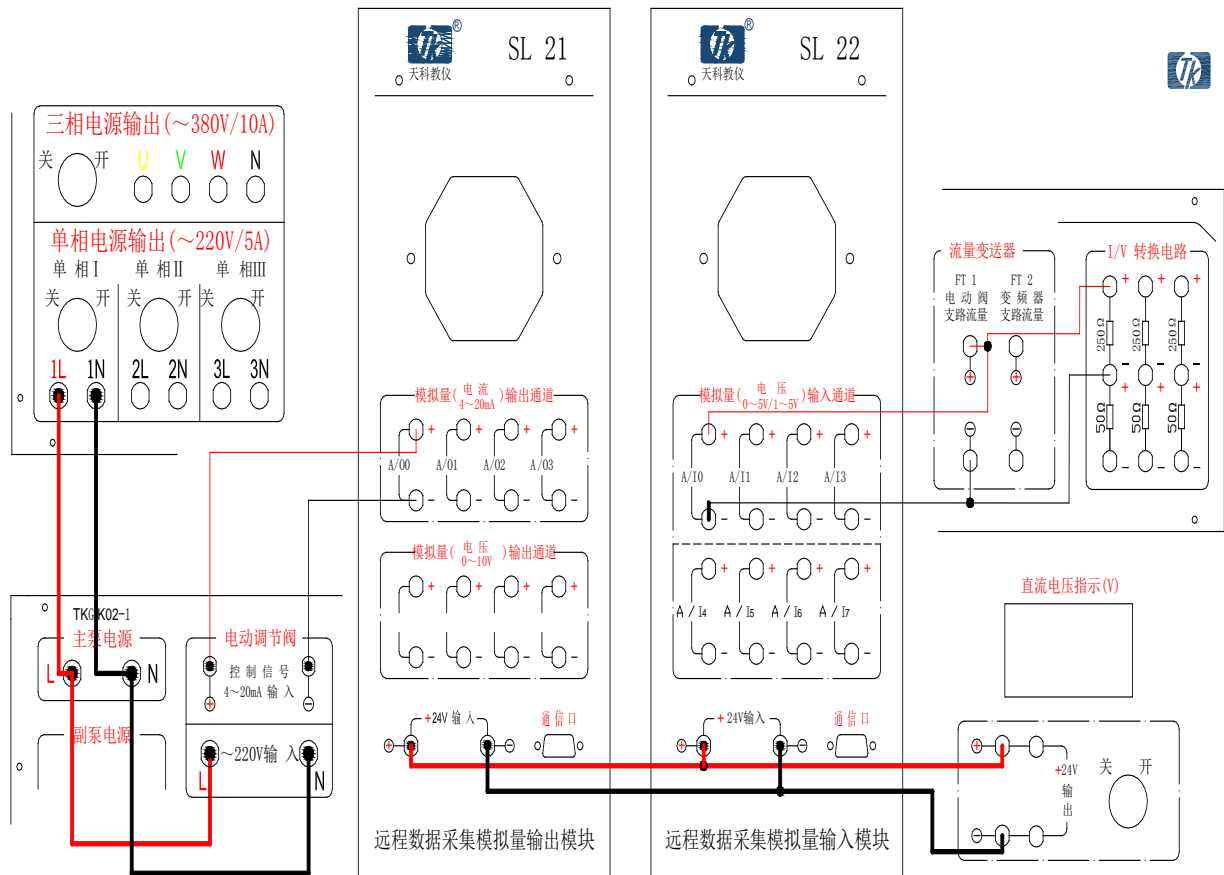 TK®
天科教仪
SL 21
TK®
天科教仪
SL 22
TK
三相电源输出(～380V/10A)
关 开
U V W N
单相电源输出(～220V/5A)
单 相Ⅰ 单 相Ⅱ 单 相Ⅲ
关 开 关 开 关 开
1L 1N 2L 2N 3L 3N
TKGK02-1
主泵电源
L N
副泵电源
电动调节阀
控 制 信 号
4～20mA 输 入
+ −
～220V输 入
L N
模拟量(电 流 4～20mA)输出通道
+ + + +
A/O0 A/O1 A/O2 A/O3
− − − −
模拟量(电 压 0～10V)输出通道
+ + + +
− − − −
+24V 输 入
通 信 口
+ −
远程数据采集模拟量输出模块
模拟量(电 压 0～5V/1～5V)输入通道
+ + + +
A/I0 A/I1 A/I2 A/I3
− − − −
+ + + +
A / I4 A / I5 A / I6 A / I7
− − − −
+24V输入
通 信 口
+ −
远程数据采集模拟量输入模块
流量变送器
FT 1 FT 2
电 动 阀 变 频 器
支路流量 支路流量
+ +
− −
I/V 转换电路
+ + +
250Ω 250Ω 250Ω
− − −
+ + +
50Ω 50Ω 50Ω
− − −
直流电压指示(V)
+
+24V
输
出
−
关 开